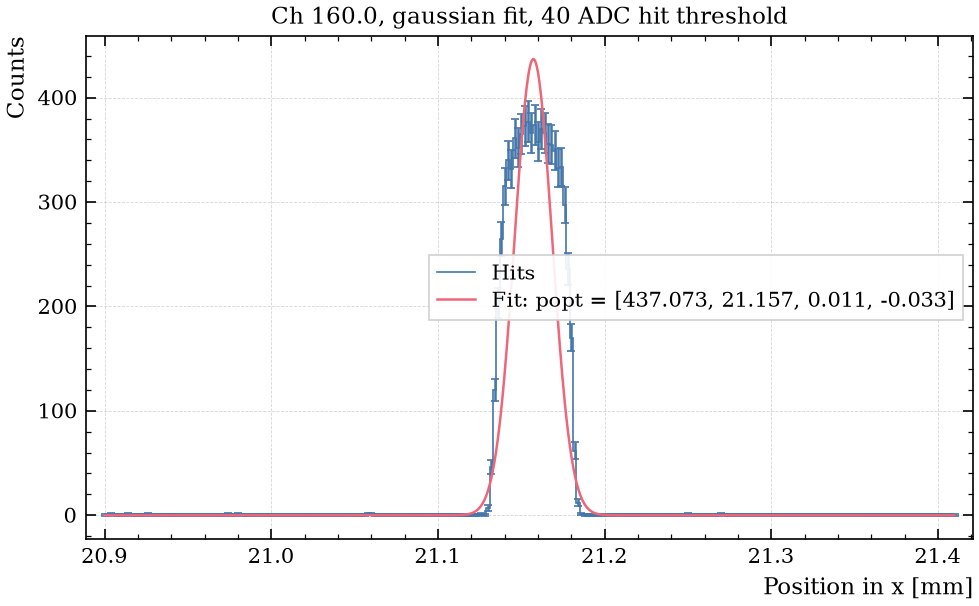 Ch 160.0, gaussian fit, 40 ADC hit threshold
Counts
400
300
200
100
0
Hits
Fit: popt = [437.073, 21.157, 0.011, -0.033]
20.9 21.0 21.1 21.2 21.3 21.4
Position in x [mm]